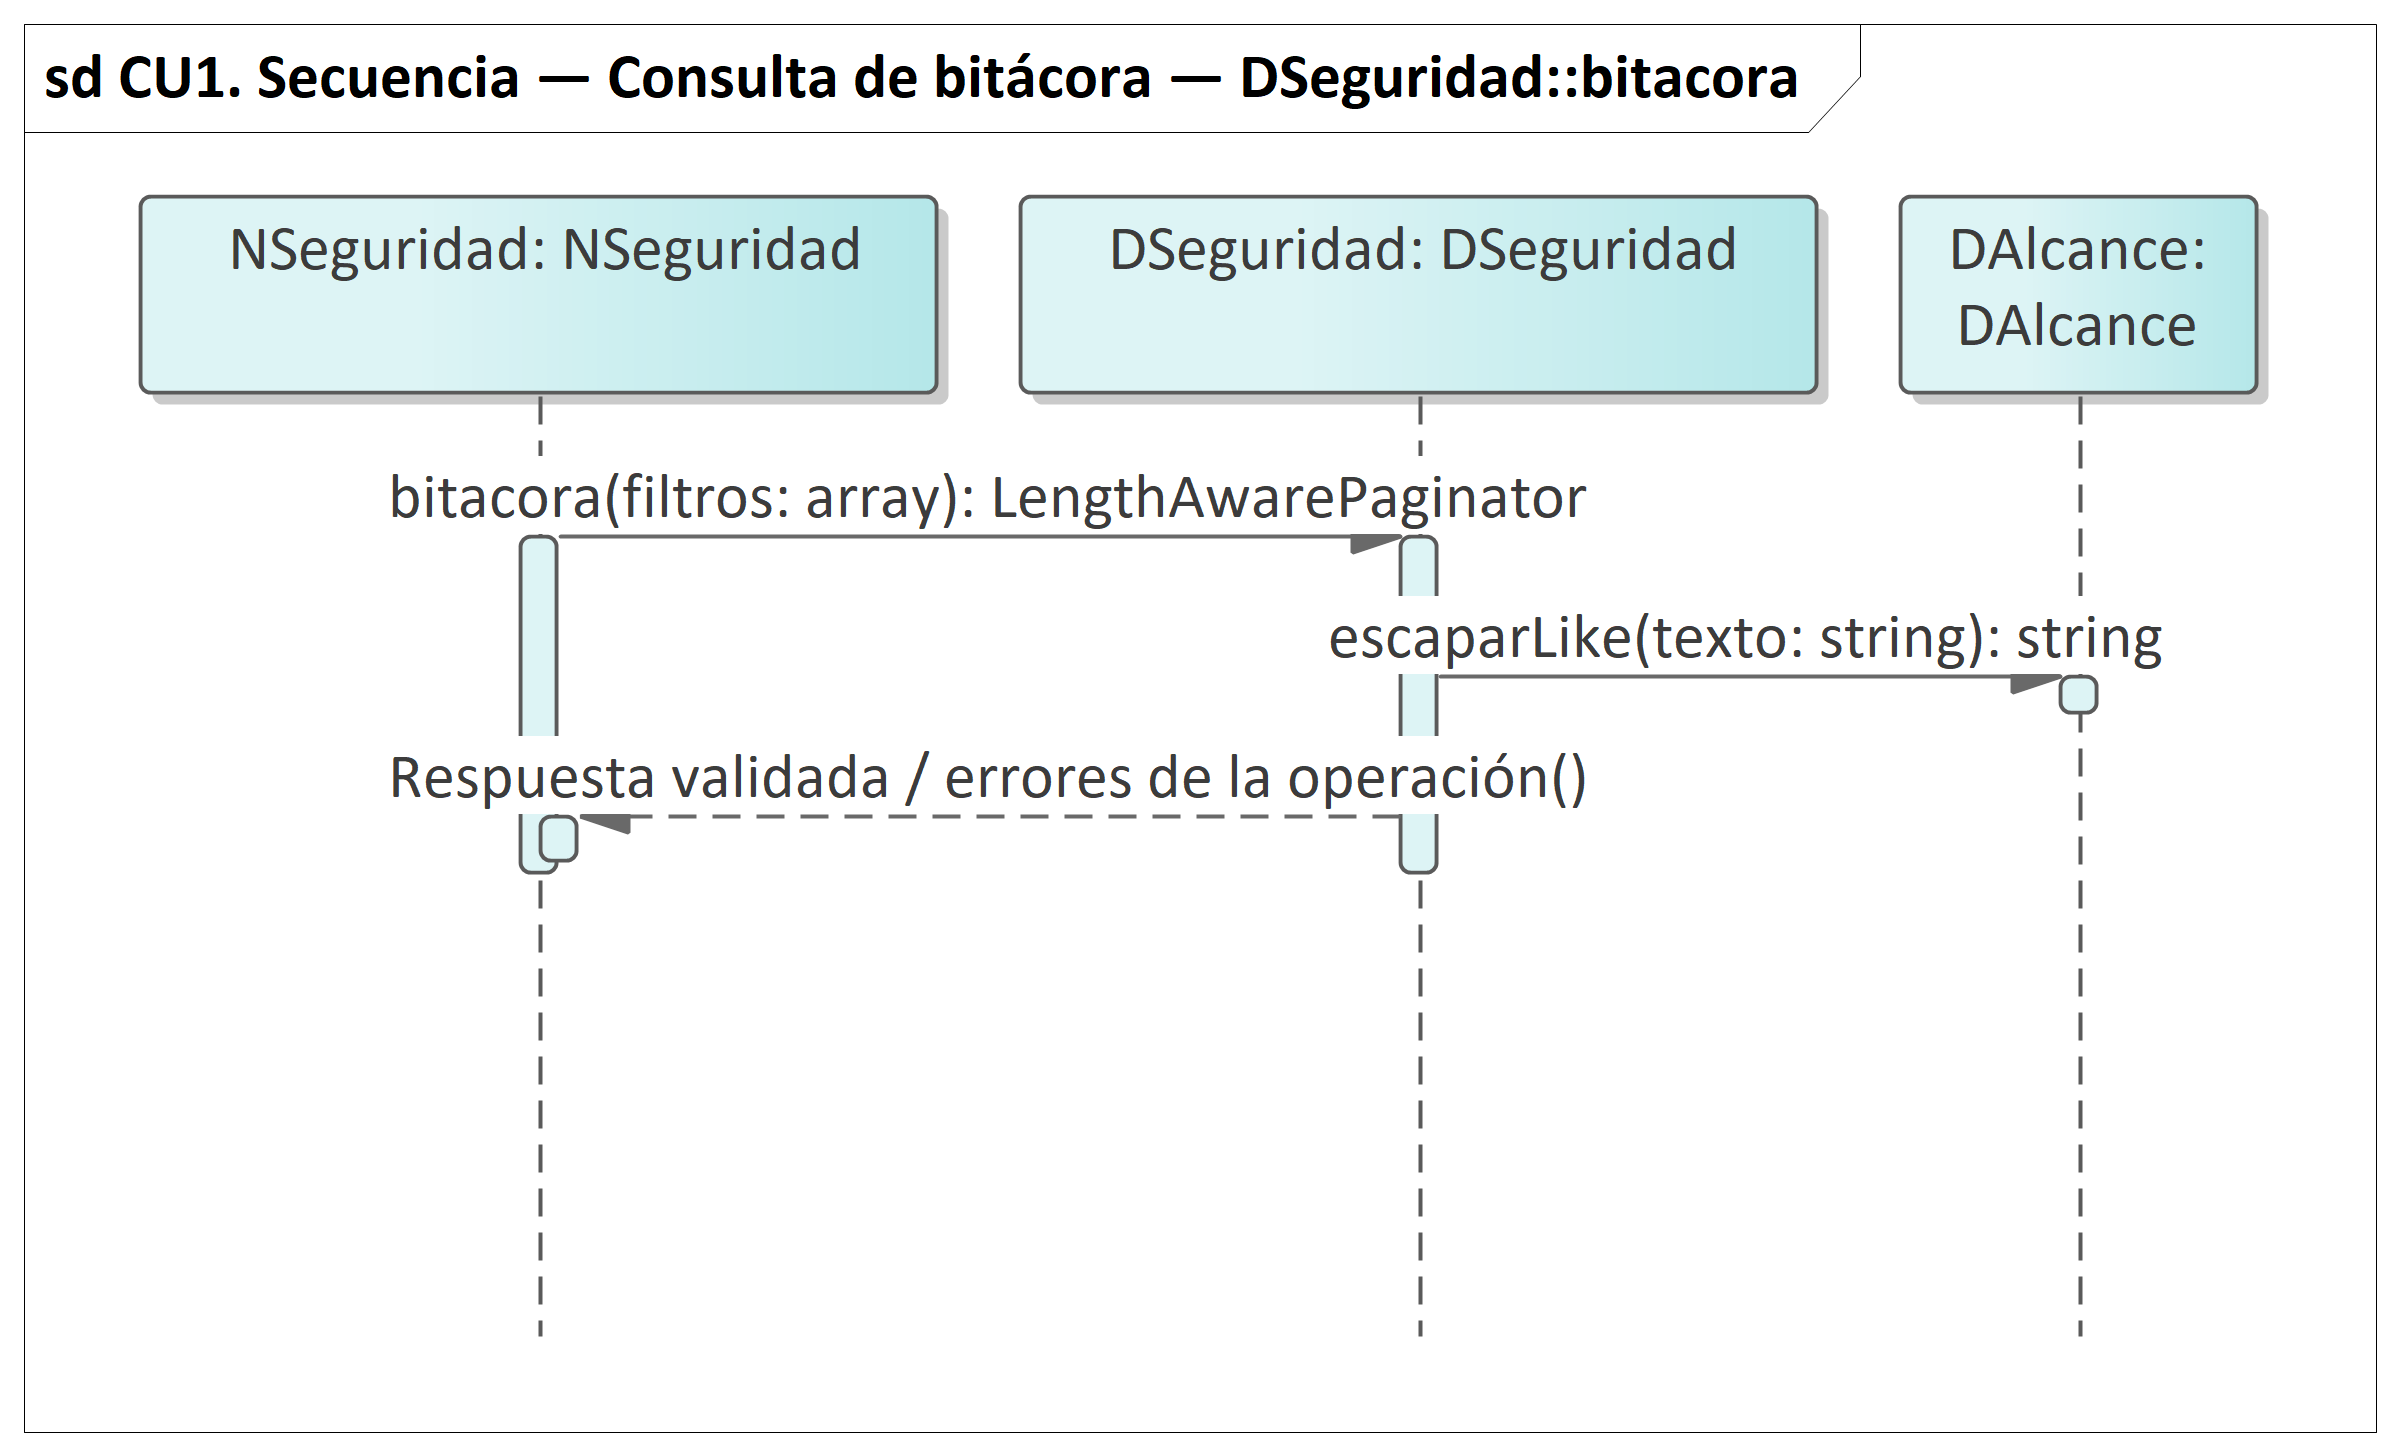 sd CU1. Secuencia — Consulta de bitácora — DSeguridad::bitacora
NSeguridad: NSeguridad
DSeguridad: DSeguridad
DAlcance:
DAlcance
bitacora(filtros: array): LengthAwarePaginator
escaparLike(texto: string): string
Respuesta validada / errores de la operación()